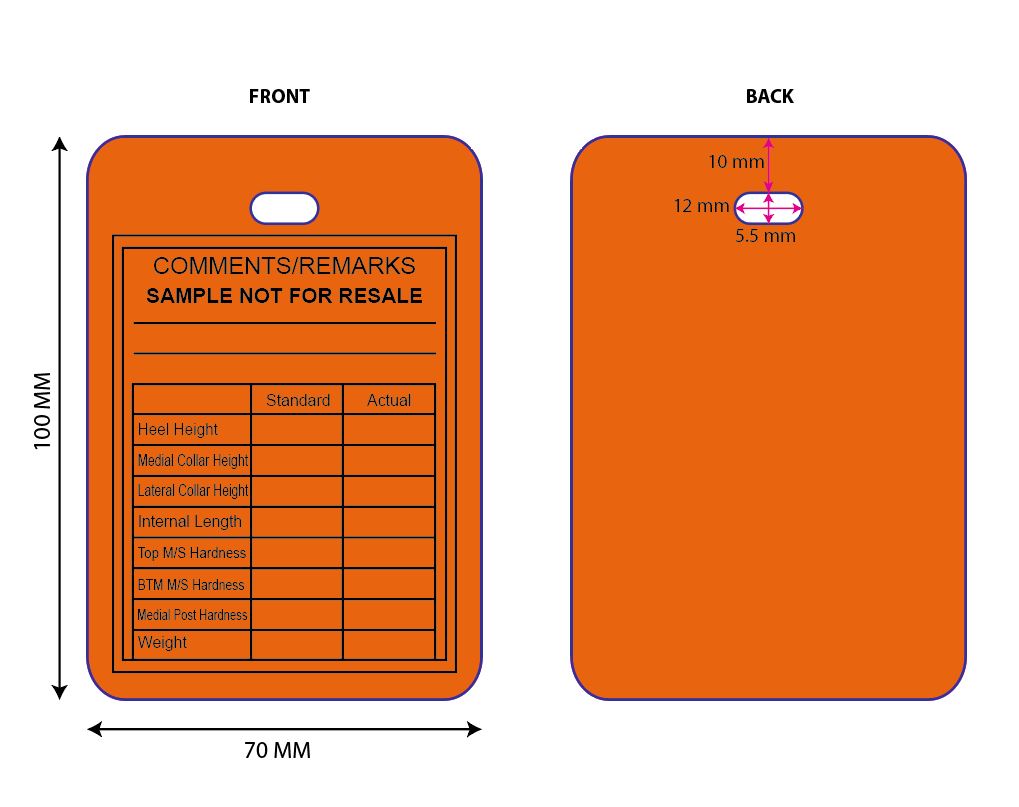 FRONT
BACK
10 mm
12 mm
5.5 mm
COMMENTS/REMARKS
SAMPLE NOT FOR RESALE
Standard Actual
Heel Height
Medial Collar Height
Lateral Collar Height
Internal Length
Top M/S Hardness
BTM M/S Hardness
Medial Post Hardness
Weight
100 MM
70 MM